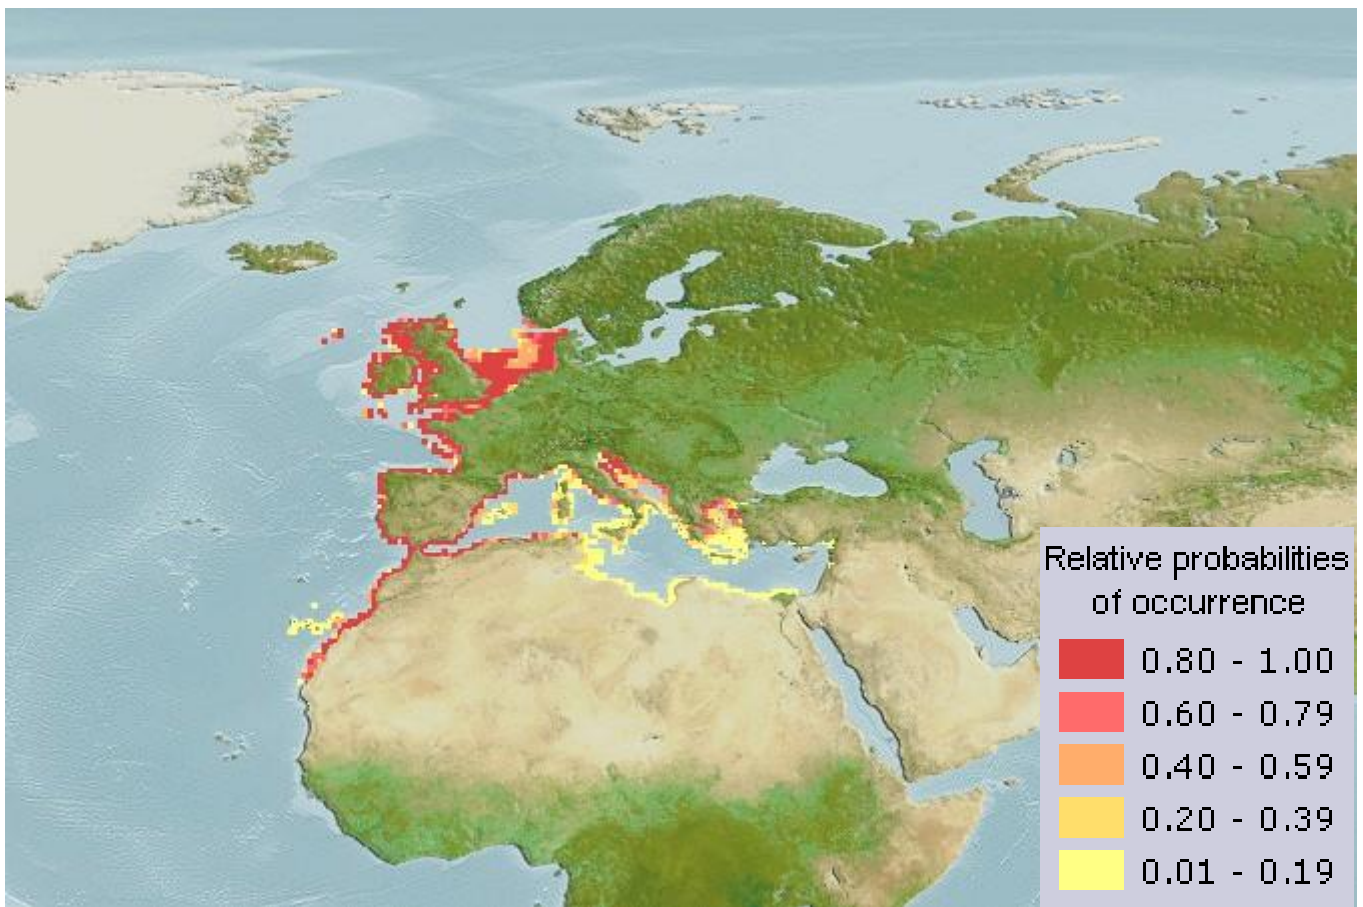 Relative probabilities
of occurrence
0.80 - 1.00
0.60 - 0.79
0.40 - 0.59
0.20 - 0.39
0.01 - 0.19